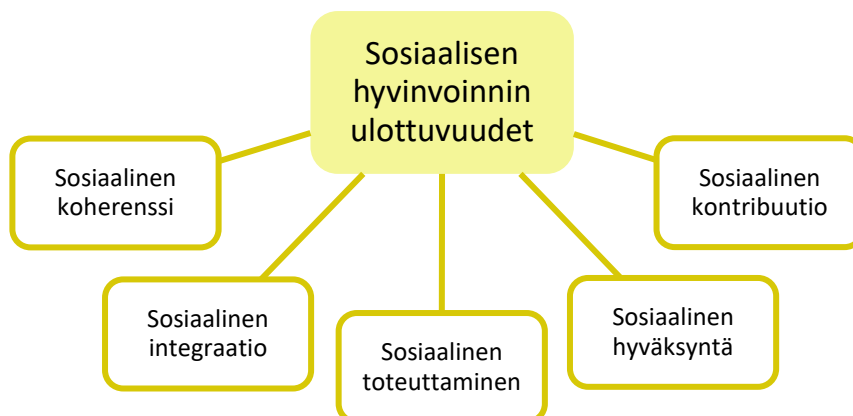 Sosiaalisen
hyvinvoinnin
ulottuvuudet
Sosiaalinen
koherenssi
Sosiaalinen
integraatio
Sosiaalinen
toteuttaminen
Sosiaalinen
hyväksyntä
Sosiaalinen
kontribuutio